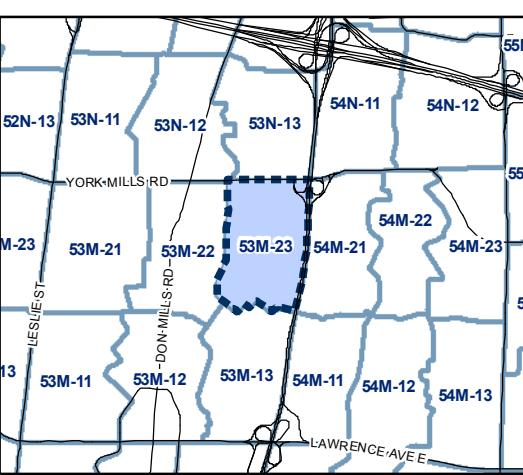 55
54N-11
54N-12
52N-13
53N-11
53N-12
53N-13
55
YORK MILLS RD
54M-22
M-23
53M-21
53M-22
53M-23
54M-21
54M-23
5
LESLIE ST
DON MILLS RD
13
53M-11
53M-12
53M-13
54M-11
54M-12
54M-13
LAWRENCE AVE E